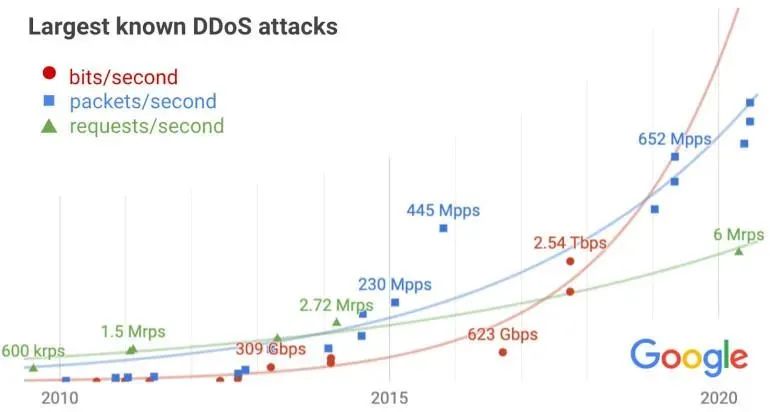 Largest known DDoS attacks
bits/second
packets/second
requests/second
652 Mpps
445 Mpps
6 Mrps
2.54 Tbps
230 Mpps
2.72 Mrps
1.5 Mrps
623 Gbps
309 Gbps
600 krps
Google
2010
2015
2020